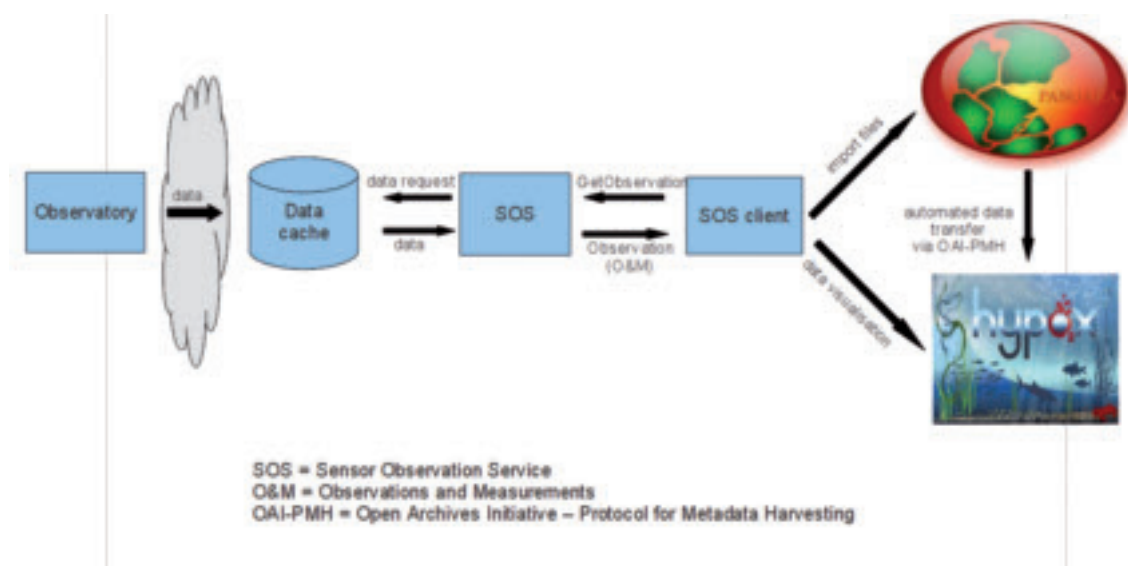 PANGAEA
import files
data request
GetObservation
Observatory
data
Data
cache
SOS
SOS client
automated data
transfer
via OAI-PMH
data
Observation
(O&M)
data visualisation
hypox
SOS = Sensor Observation Service
O&M = Observations and Measurements
OAI-PMH = Open Archives Initiative – Protocol for Metadata Harvesting